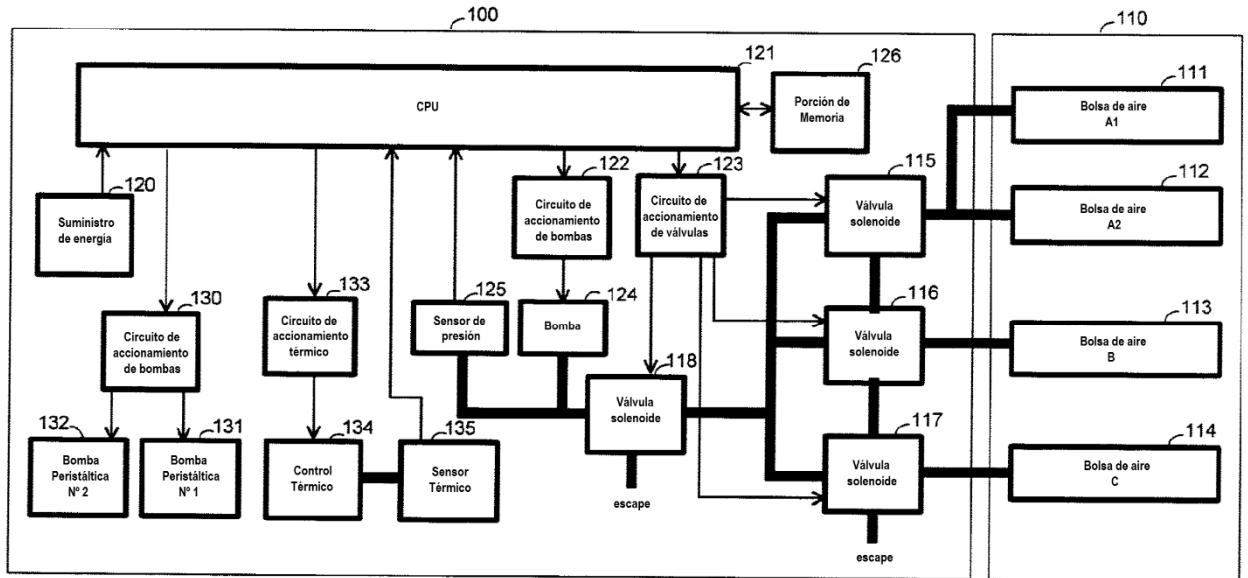 100
110
121
CPU
126
Porción de
Memoria
111
Bolsa de aire
A1
120
Suministro
de energía
122
Circuito de
accionamiento
de bombas
123
Circuito de
accionamiento
de válvulas
115
Válvula
solenoide
112
Bolsa de aire
A2
130
Circuito de
accionamiento
de bombas
133
Circuito de
accionamiento
térmico
125
Sensor de
presión
124
Bomba
118
Válvula
solenoide
116
Válvula
solenoide
113
Bolsa de aire
B
132
Bomba
Peristáltica
Nº 2
131
Bomba
Peristáltica
Nº 1
134
Control
Térmico
135
Sensor
Térmico
escape
117
Válvula
solenoide
114
Bolsa de aire
C
escape